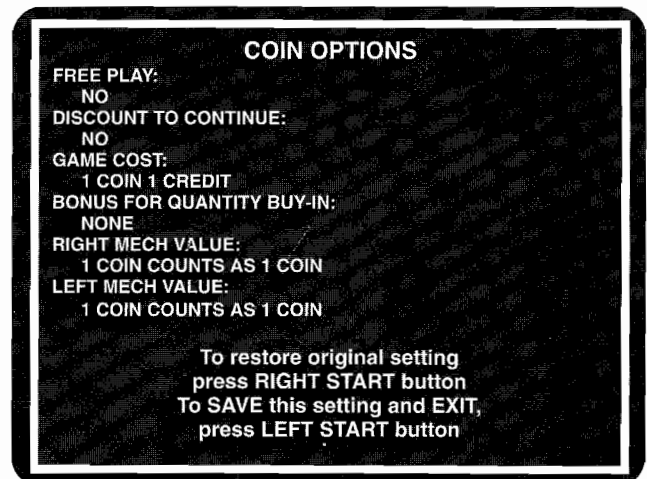 COIN OPTIONS
FREE PLAY:
NO
DISCOUNT TO CONTINUE:
NO
GAME COST:
1 COIN 1 CREDIT
BONUS FOR QUANTITY BUY-IN:
NONE
RIGHT MECH VALUE:
1 COIN COUNTS AS 1 COIN
LEFT MECH VALUE:
1 COIN COUNTS AS 1 COIN
To restore original setting
press RIGHT START button
To SAVE this setting and EXIT,
press LEFT START button